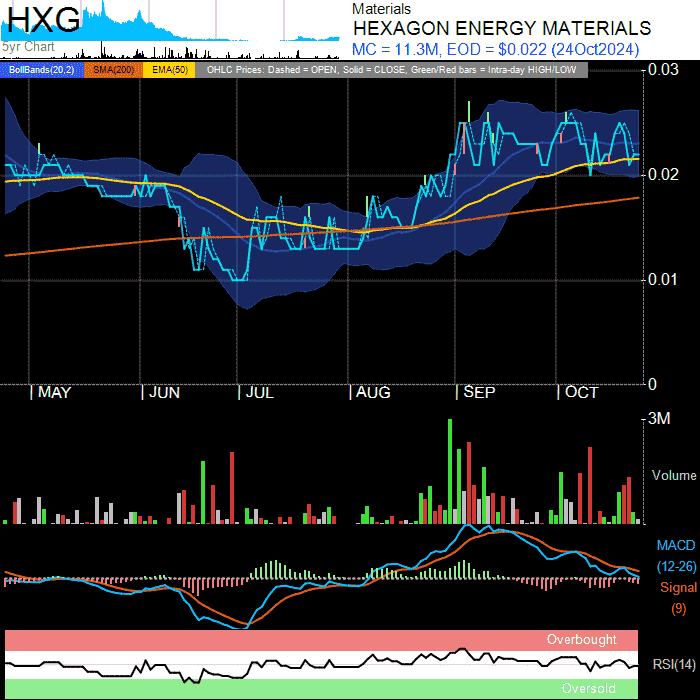 HXG
5yr Chart
Materials
HEXAGON ENERGY MATERIALS
MC = 11.3M, EOD = $0.022 (24Oct2024)
BollBands(20,2) SMA(200) EMA(50) OHLC Prices: Dashed = OPEN, Solid = CLOSE, Green/Red bars = Intra-day HIGH/LOW
0.03
0.02
0.01
0
MAY JUN JUL AUG SEP OCT
3M
Volume
MACD
(12-26)
Signal
(9)
Overbought
RSI(14)
Oversold